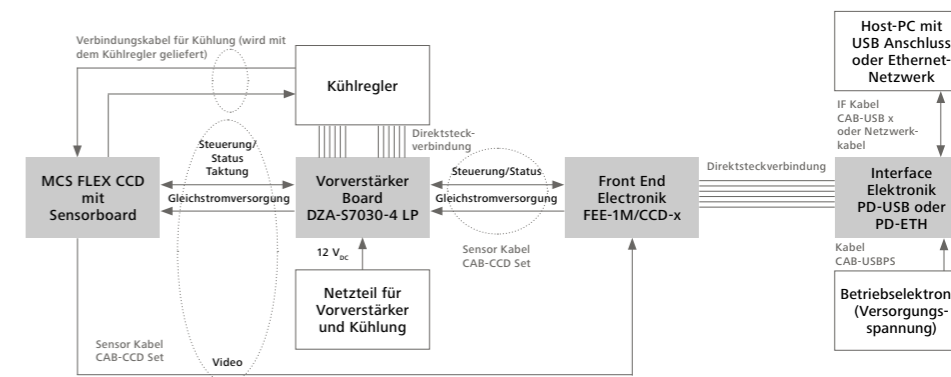 Verbindungskabel für Kühlung (wird mit
dem Kühlregler geliefert)
Kühlregler
Host-PC mit
USB Anschluss
oder Ethernet-
Netzwerk
IF Kabel
CAB-USB x
oder Netzwerk-
kabel
Direktsteck-
verbindung
Steuerung/
Status
Taktung
Gleichstromversorgung
MCS FLEX CCD
mit
Sensorboard
Vorverstärker
Board
DZA-S7030-4 LP
Steuerung/Status
Gleichstromversorgung
Front End
Electronik
FEE-1M/CCD-x
Direktsteckverbindung
Interface
Elektronik
PD-USB oder
PD-ETH
12 VDC
Sensor Kabel
CAB-CCD Set
Kabel
CAB-USBPS
Netzteil für
Vorverstärker
und Kühlung
Betriebselektron
(Versorgungs-
spannung)
Sensor Kabel
CAB-CCD Set
Video